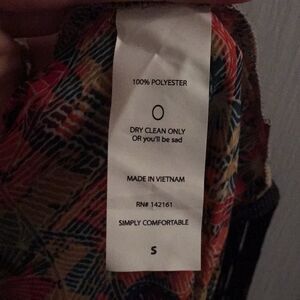 100% POLYESTER
DRY CLEAN ONLY
OR you'll be sad
MADE IN VIETNAM
RN# 142161
SIMPLY COMFORTABLE
S